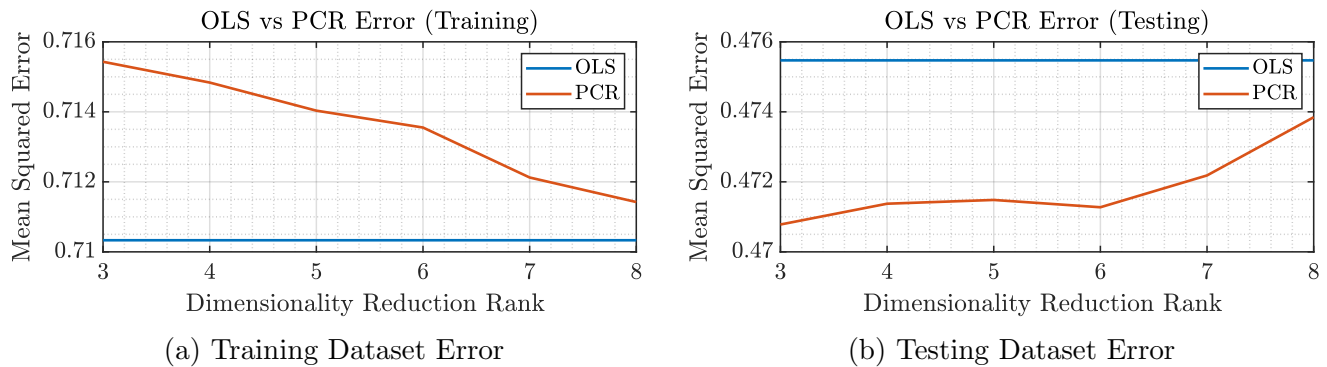 OLS vs PCR Error (Training)
Mean Squared Error
0.716
0.714
0.712
0.71
OLS
PCR
3 4 5 6 7 8
Dimensionality Reduction Rank
(a) Training Dataset Error
OLS vs PCR Error (Testing)
Mean Squared Error
0.476
0.474
0.472
0.47
OLS
PCR
3 4 5 6 7 8
Dimensionality Reduction Rank
(b) Testing Dataset Error